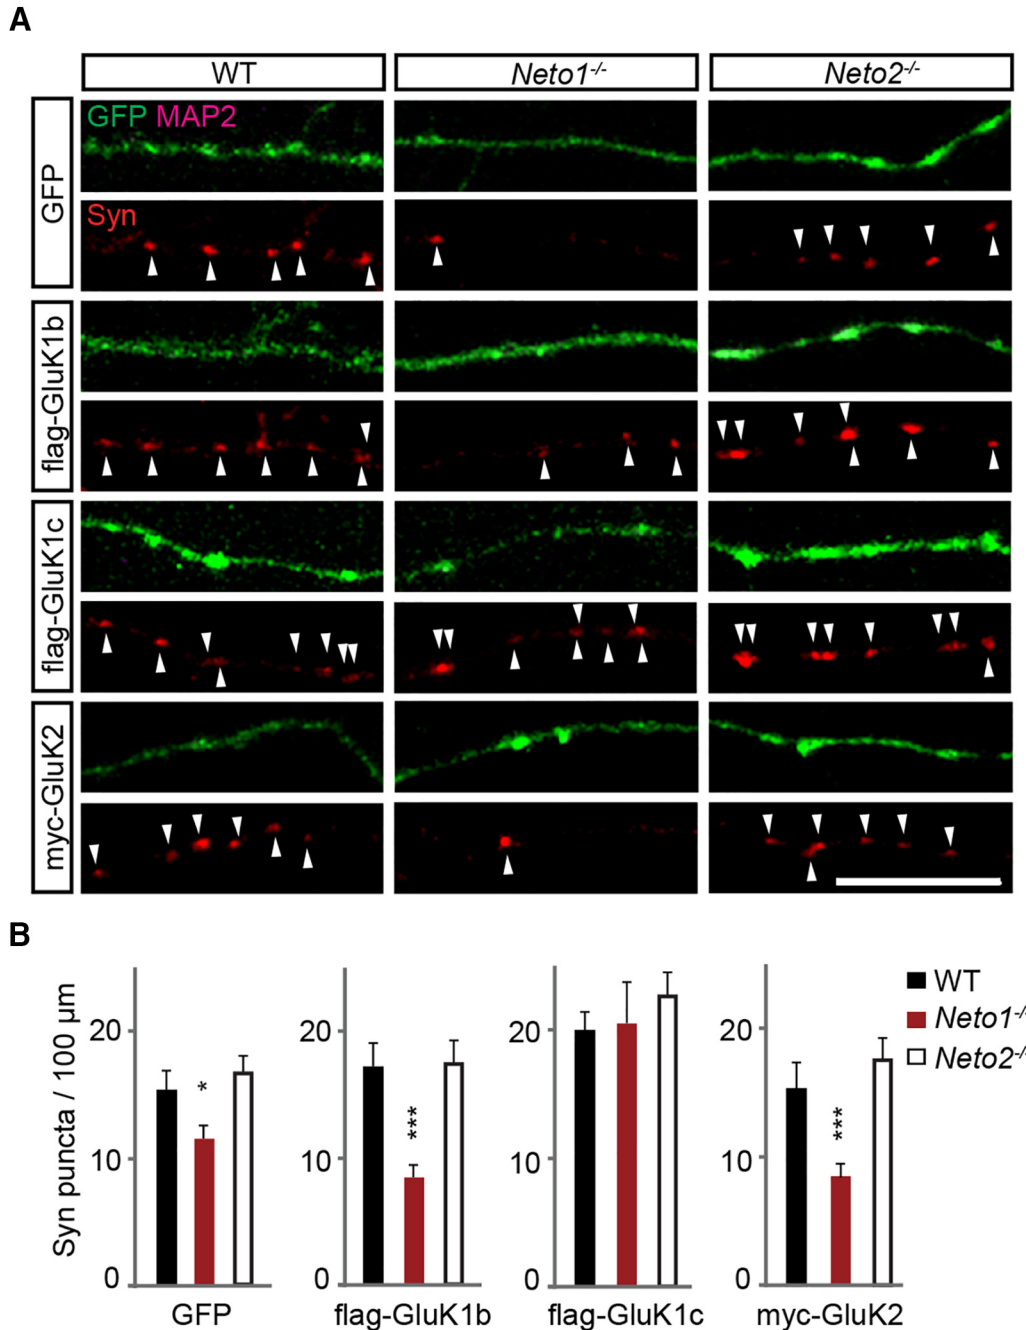 A
WT
Neto1-/-
Neto2-/-
GFP
GFP MAP2
Syn
flag-GluK1b
flag-GluK1c
myc-GluK2
B
Syn puncta / 100 µm
20
10
0
*
GFP
20
10
0
***
flag-GluK1b
20
10
0
flag-GluK1c
20
10
0
***
myc-GluK2
WT
Neto1-/
Neto2-/